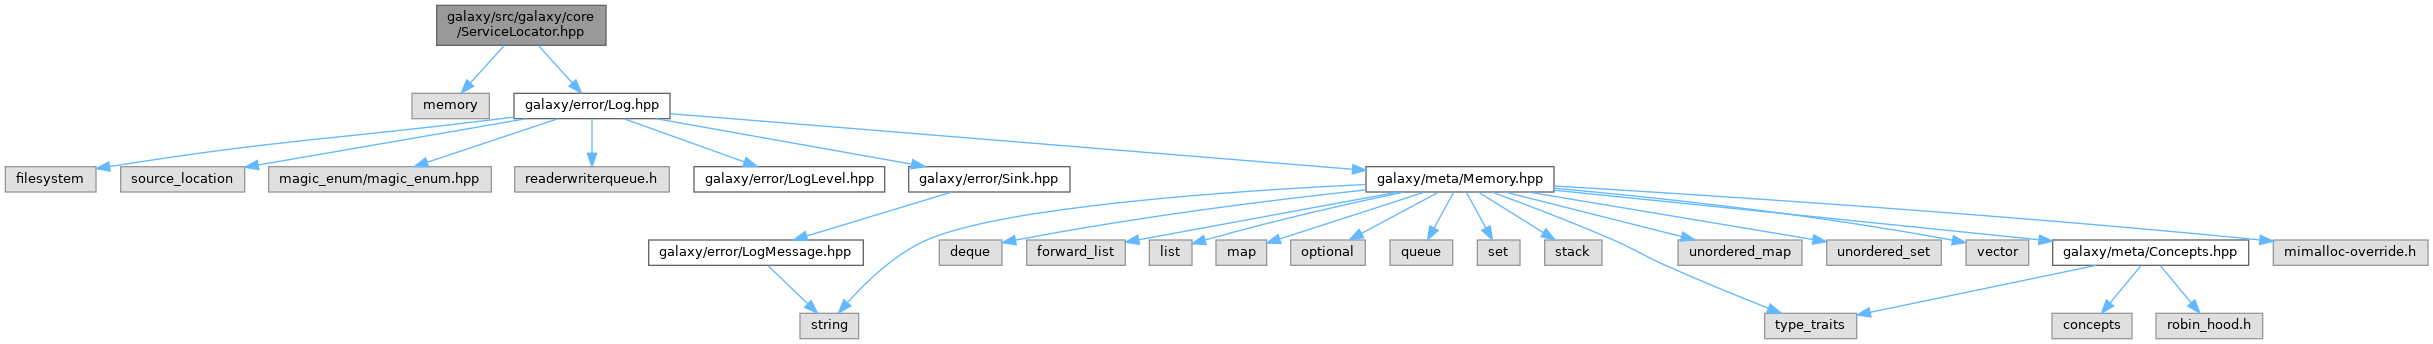 galaxy/src/galaxy/core
/ServiceLocator.hpp
memory
galaxy/error/Log.hpp
filesystem
source_location
magic_enum/magic_enum.hpp
readerwriterqueue.h
galaxy/error/LogLevel.hpp
galaxy/error/Sink.hpp
galaxy/meta/Memory.hpp
galaxy/error/LogMessage.hpp
deque
forward_list
list
map
optional
queue
set
stack
unordered_map
unordered_set
vector
galaxy/meta/Concepts.hpp
mimalloc-override.h
string
type_traits
concepts
robin_hood.h